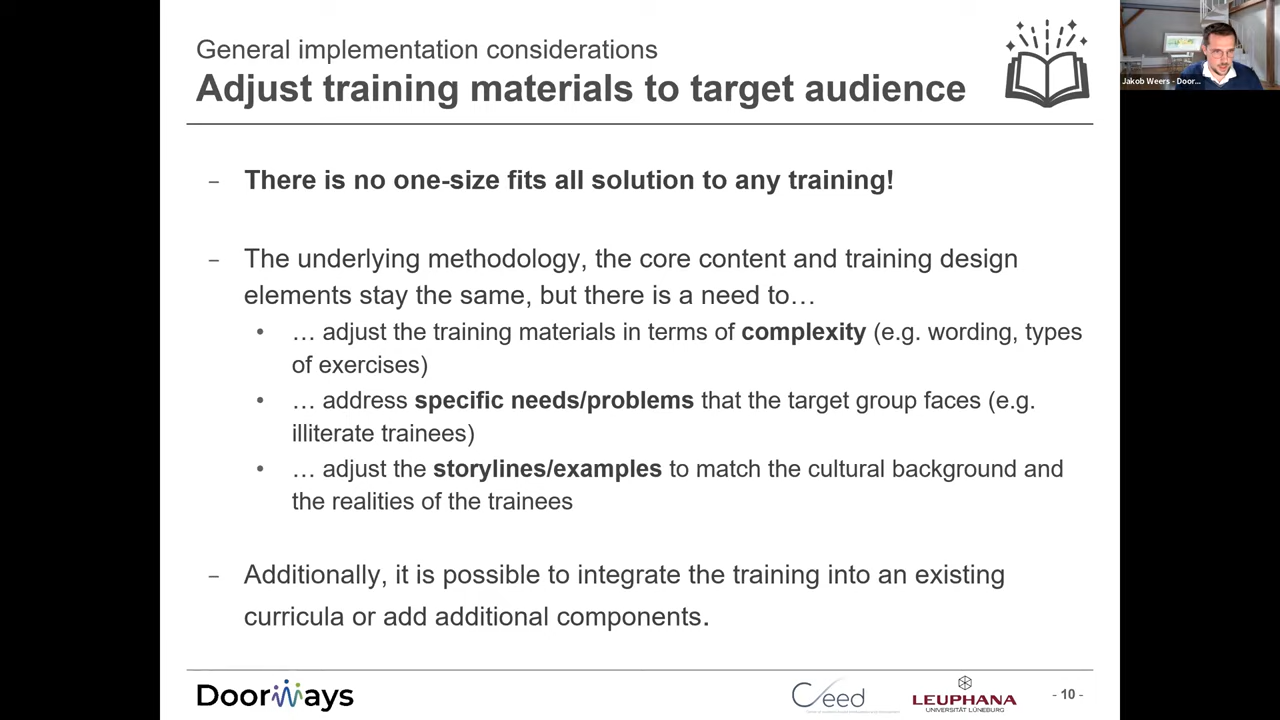 General implementation considerations
Adjust training materials to target audience
Jakob Weers - Door...
– There is no one-size fits all solution to any training!
– The underlying methodology, the core content and training design
elements stay the same, but there is a need to…
• … adjust the training materials in terms of complexity (e.g. wording, types
of exercises)
• … address specific needs/problems that the target group faces (e.g.
illiterate trainees)
• … adjust the storylines/examples to match the cultural background and
the realities of the trainees
– Additionally, it is possible to integrate the training into an existing
curricula or add additional components.
DoorWays
Ceed
LEUPHANA
UNIVERSITÄT LÜNEBURG
- 10 -